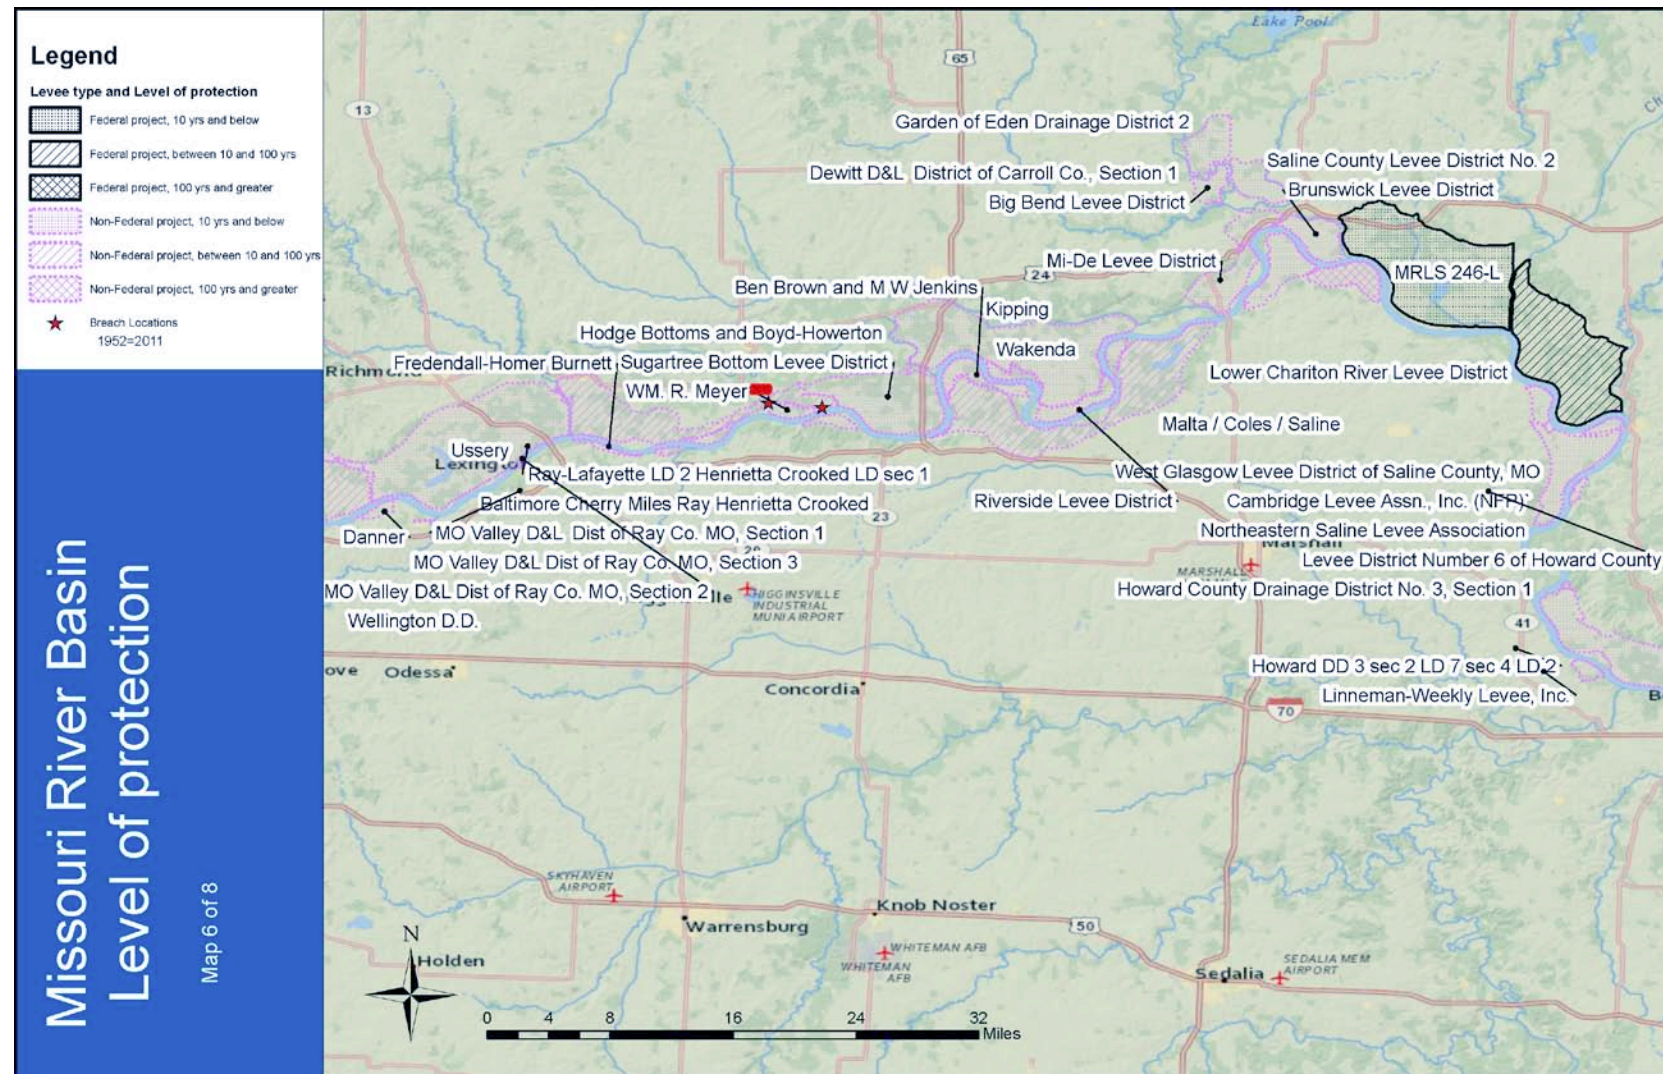 Legend
Levee type and Level of protection
Federal project, 10 yrs and below
Federal project, between 10 and 100 yrs
Federal project, 100 yrs and greater
Non-Federal project, 10 yrs and below
Non-Federal project, between 10 and 100 yrs
Non-Federal project, 100 yrs and greater
Breach Locations
1952=2011
Missouri River Basin
Level of protection
Map 6 of 8
Lake Pool
65
13
Garden of Eden Drainage District 2
Saline County Levee District No. 2
Dewitt D&L District of Carroll Co., Section 1
Brunswick Levee District
Big Bend Levee District
Mi-De Levee District
24
MRLS 246-L
Ben Brown and M W Jenkins
Kipping
Hodge Bottoms and Boyd-Howerton
Wakenda
Fredendall-Homer Burnett
Sugartree Bottom Levee District
Richmond
Lower Chariton River Levee District
WM. R. Meyer
Malta / Coles / Saline
Ussery
Lexington
Ray-Lafayette LD 2 Henrietta Crooked LD sec 1
West Glasgow Levee District of Saline County, MO
Baltimore Cherry Miles Ray Henrietta Crooked
Riverside Levee District
Cambridge Levee Assn., Inc. (NFP)
23
Danner
MO Valley D&L Dist of Ray Co. MO, Section 1
Northeastern Saline Levee Association
Marshall
MO Valley D&L Dist of Ray Co. MO, Section 3
Levee District Number 6 of Howard County
MARSHALL
MO Valley D&L Dist of Ray Co. MO, Section 2
HIGGINSVILLE
INDUSTRIAL
MUNI AIRPORT
Howard County Drainage District No. 3, Section 1
Wellington D.D.
41
ove
Odessa
Howard DD 3 sec 2 LD 7 sec 4 LD 2
Concordia
Linneman-Weekly Levee, Inc.
B
70
SKYHAVEN
AIRPORT
Knob Noster
Warrensburg
50
WHITEMAN AFB
WHITEMAN
AFB
N
Holden
SEDALIA MEM
AIRPORT
Sedalia
0 4 8 16 24 32
Miles